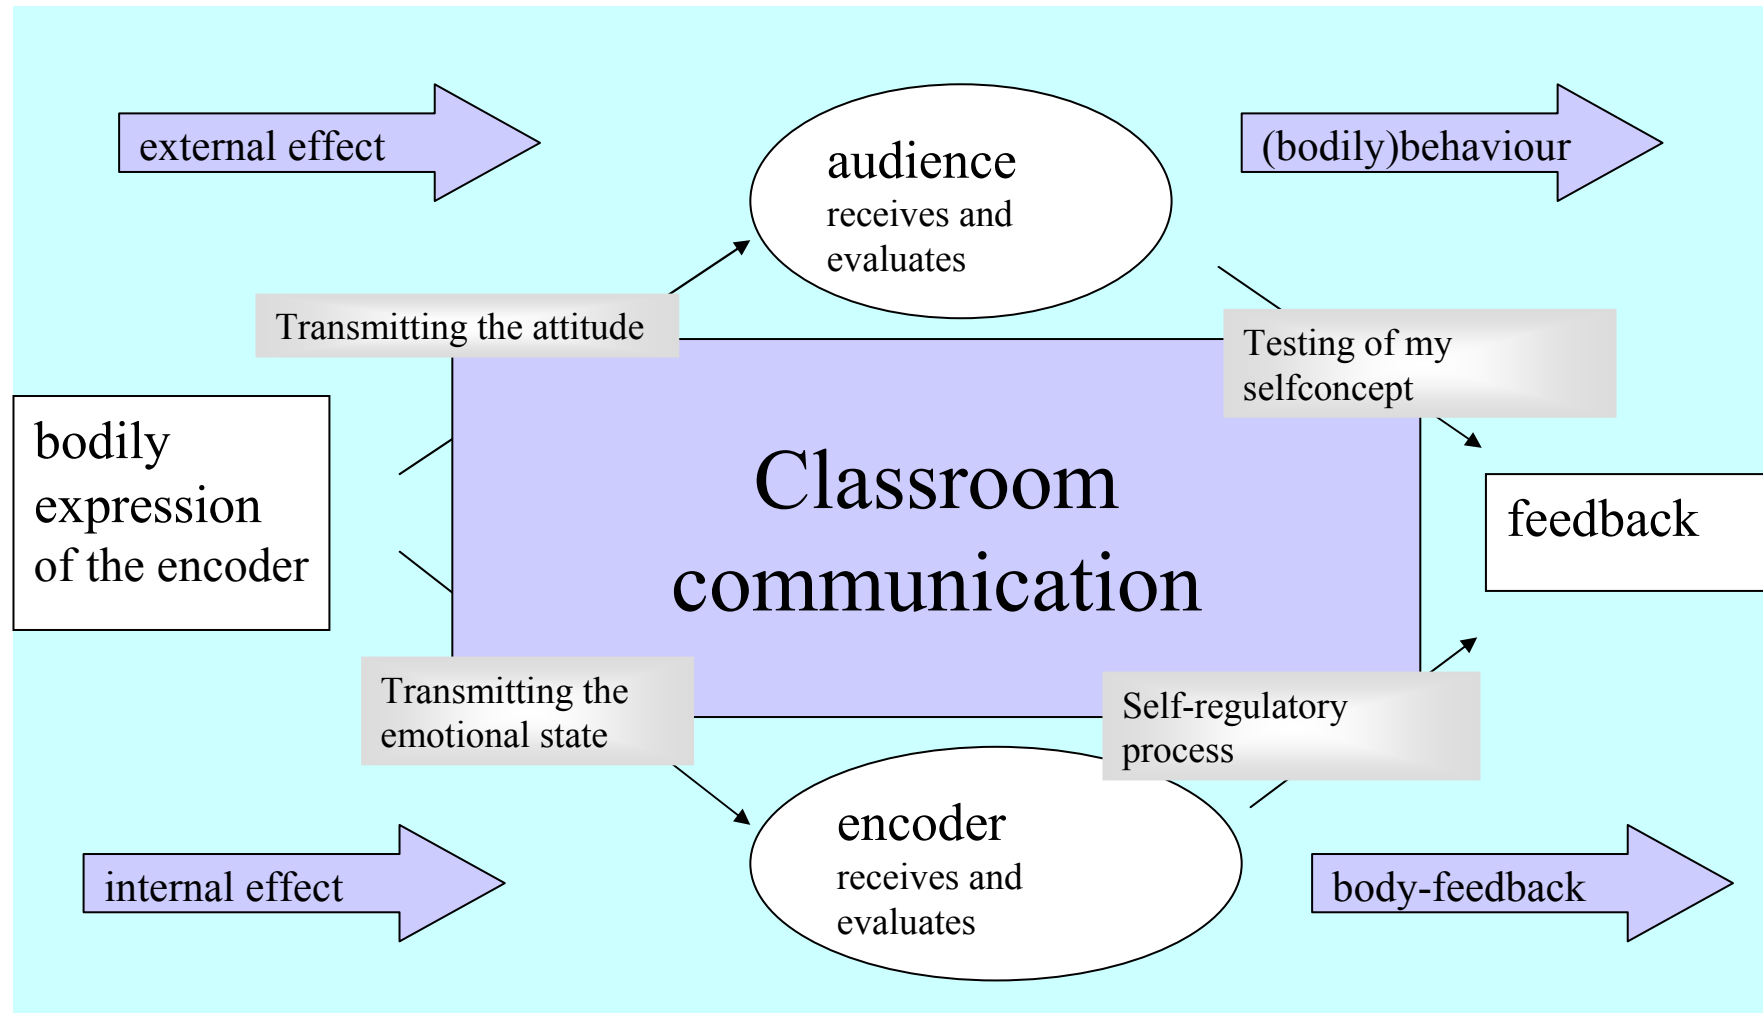 external effect
audience
receives and
evaluates
(bodily)behaviour
Transmitting the attitude
Testing of my
selfconcept
bodily
expression
of the encoder
Classroom
communication
feedback
Transmitting the
emotional state
Self-regulatory
process
internal effect
encoder
receives and
evaluates
body-feedback